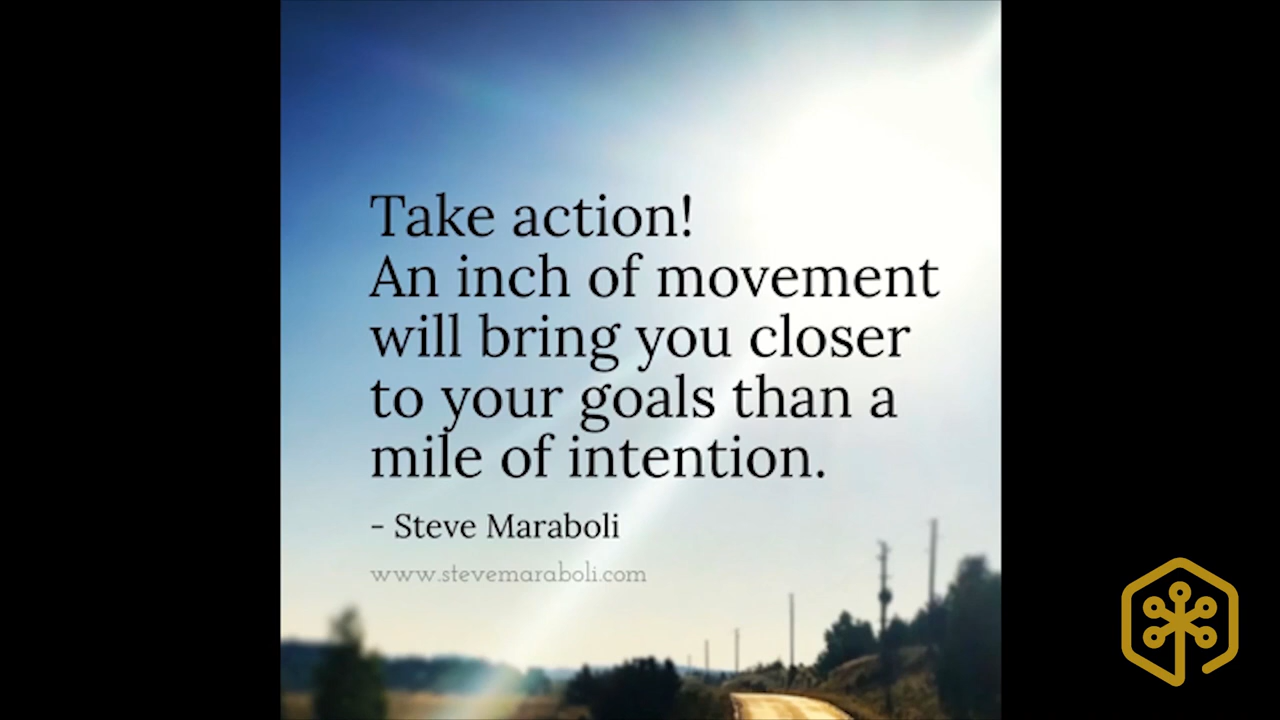 Take action!
An inch of movement
will bring you closer
to your goals than a
mile of intention.
- Steve Maraboli
www.stevemaraboli.com